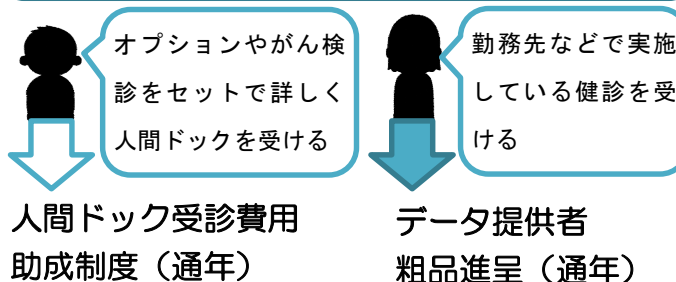 オプションやがん検
診をセットで詳しく
人間ドックを受ける
勤務先などで実施
している健診を受
ける
人間ドック受診費用
助成制度（通年）
データ提供者
粗品進呈（通年）